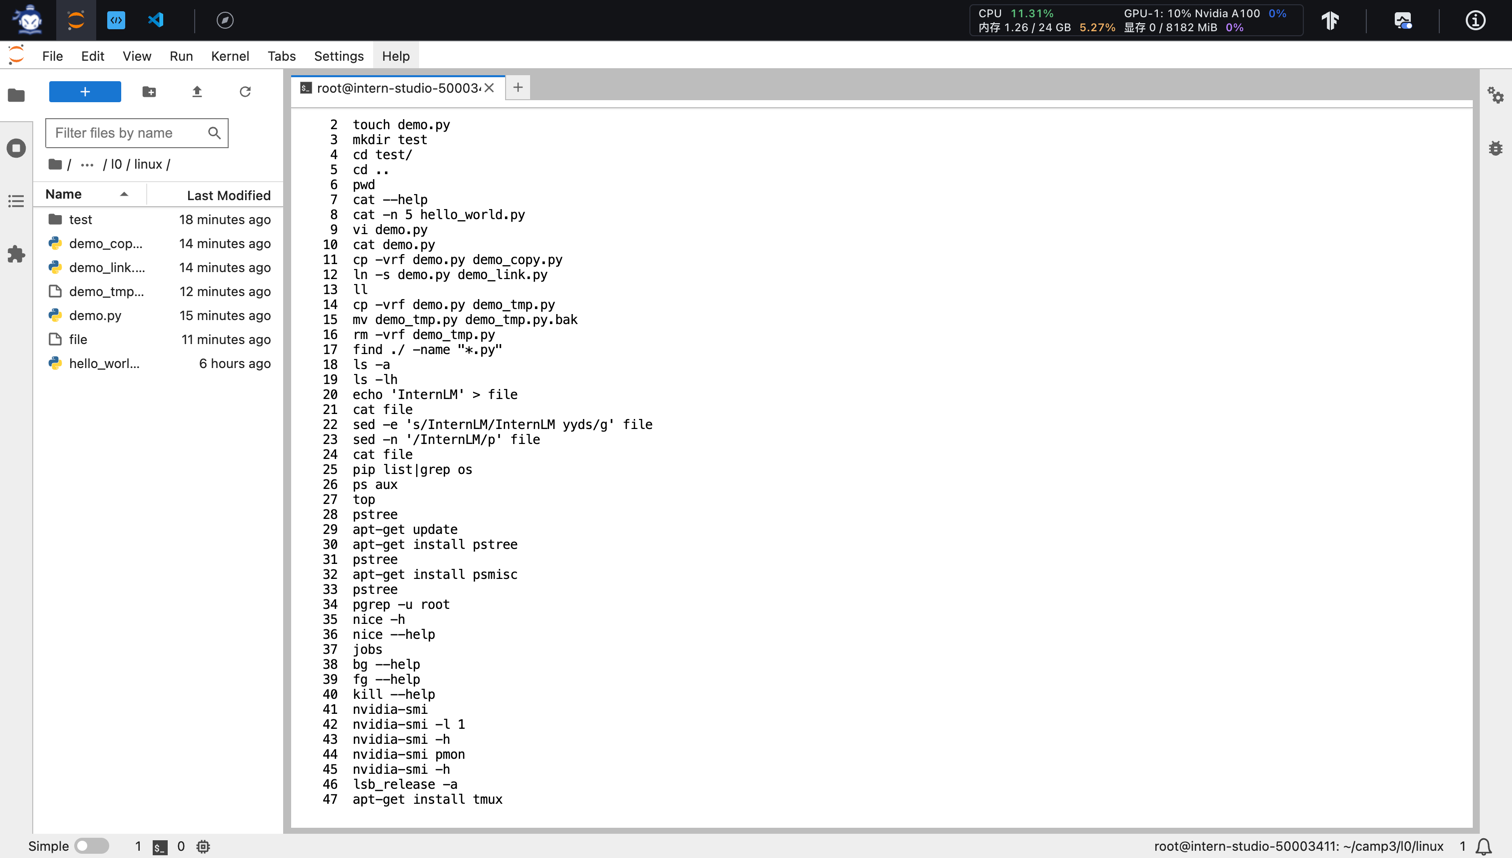 CPU 11.31% GPU-1: 10% Nvidia A100 0%
内存 1.26 / 24 GB 5.27% 显存 0 / 8182 MiB 0%
File Edit View Run Kernel Tabs Settings Help
+
root@intern-studio-50003
+
Filter files by name
/ ··· / l0 / linux /
Name Last Modified
test 18 minutes ago
demo_cop... 14 minutes ago
demo_link.... 14 minutes ago
demo_tmp... 12 minutes ago
demo.py 15 minutes ago
file 11 minutes ago
hello_worl... 6 hours ago
2 touch demo.py
3 mkdir test
4 cd test/
5 cd ..
6 pwd
7 cat --help
8 cat -n 5 hello_world.py
9 vi demo.py
10 cat demo.py
11 cp -vrf demo.py demo_copy.py
12 ln -s demo.py demo_link.py
13 ll
14 cp -vrf demo.py demo_tmp.py
15 mv demo_tmp.py demo_tmp.py.bak
16 rm -vrf demo_tmp.py
17 find ./ -name "*.py"
18 ls -a
19 ls -lh
20 echo 'InternLM' > file
21 cat file
22 sed -e 's/InternLM/InternLM yyds/g' file
23 sed -n '/InternLM/p' file
24 cat file
25 pip list|grep os
26 ps aux
27 top
28 pstree
29 apt-get update
30 apt-get install pstree
31 pstree
32 apt-get install psmisc
33 pstree
34 pgrep -u root
35 nice -h
36 nice --help
37 jobs
38 bg --help
39 fg --help
40 kill --help
41 nvidia-smi
42 nvidia-smi -l 1
43 nvidia-smi -h
44 nvidia-smi pmon
45 nvidia-smi -h
46 lsb_release -a
47 apt-get install tmux
Simple 1 0 root@intern-studio-50003411: ~/camp3/l0/linux 1